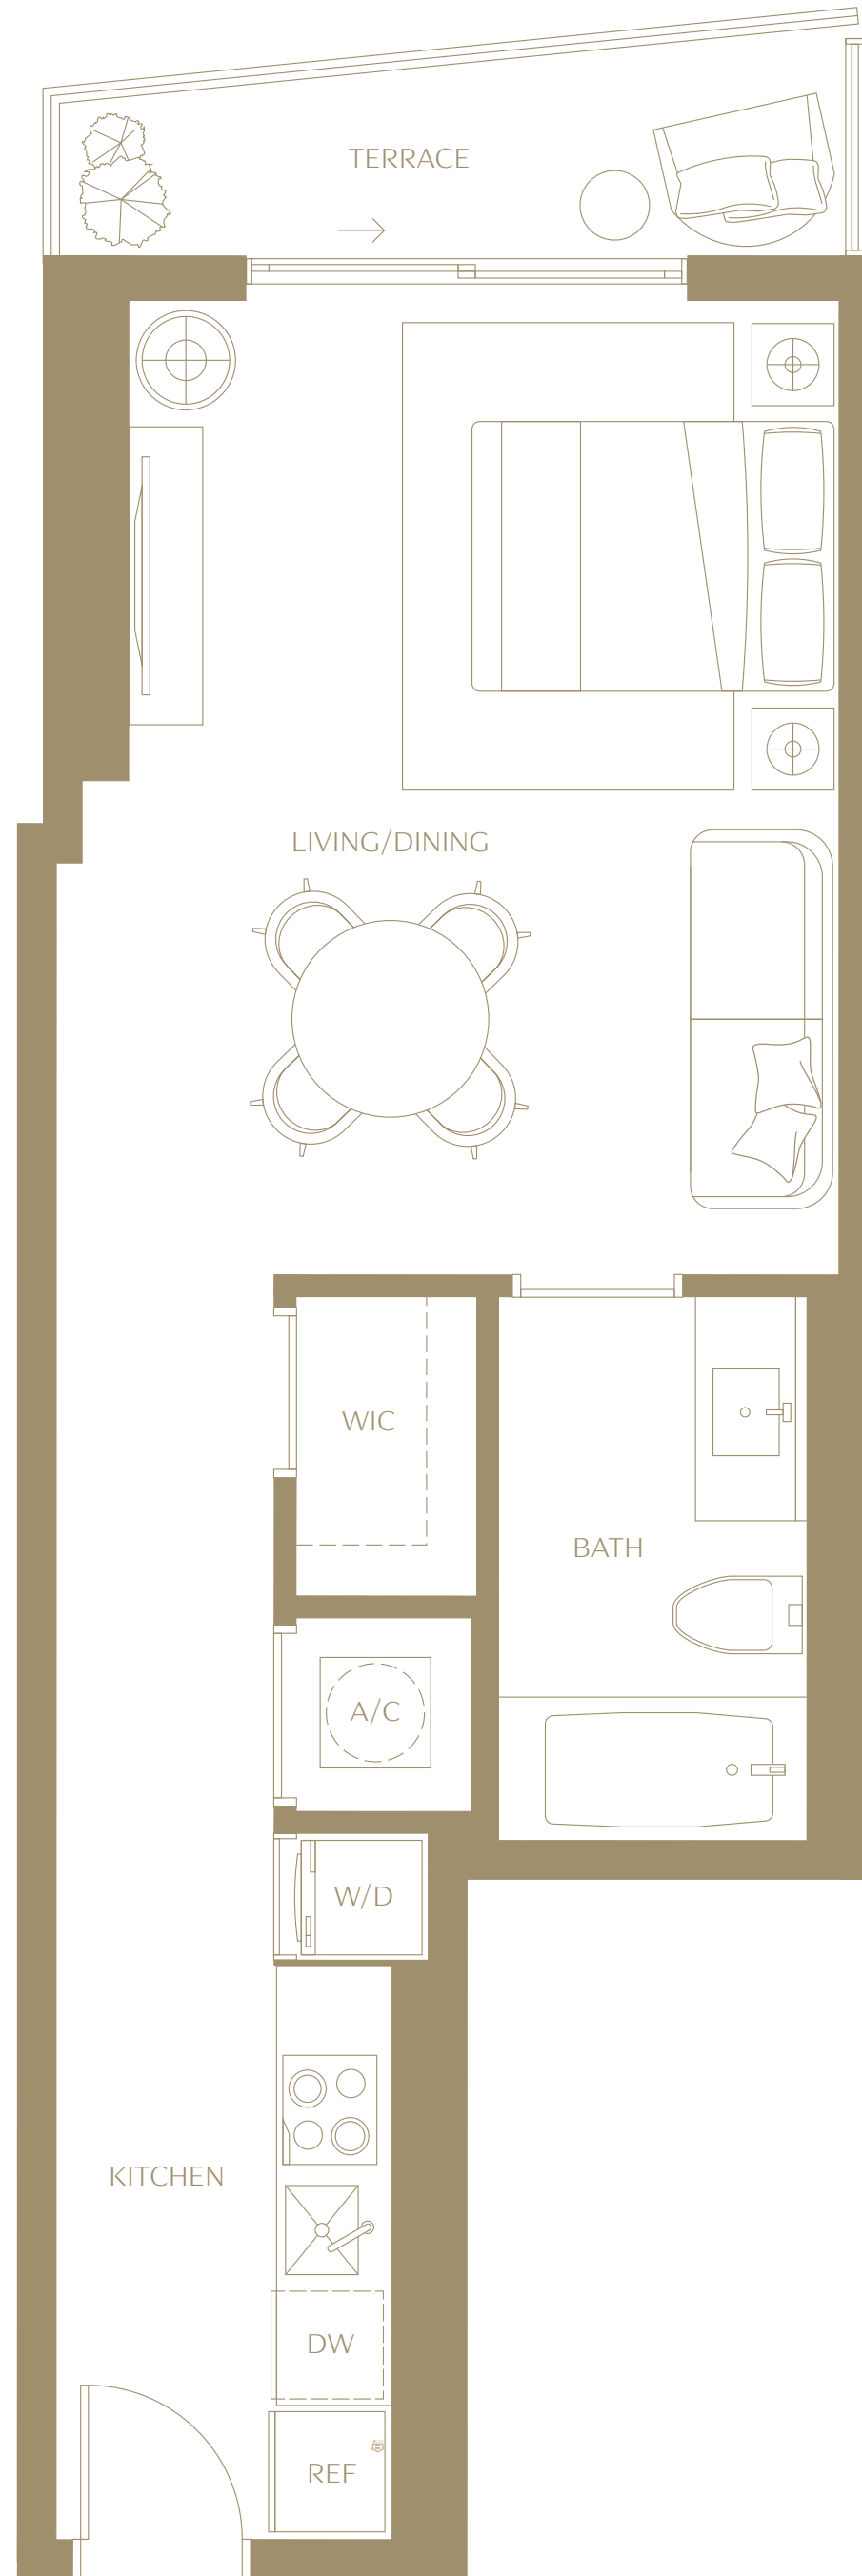 TERRACE
LIVING/DINING
WIC
BATH
A/C
W/D
KITCHEN
DW
REF